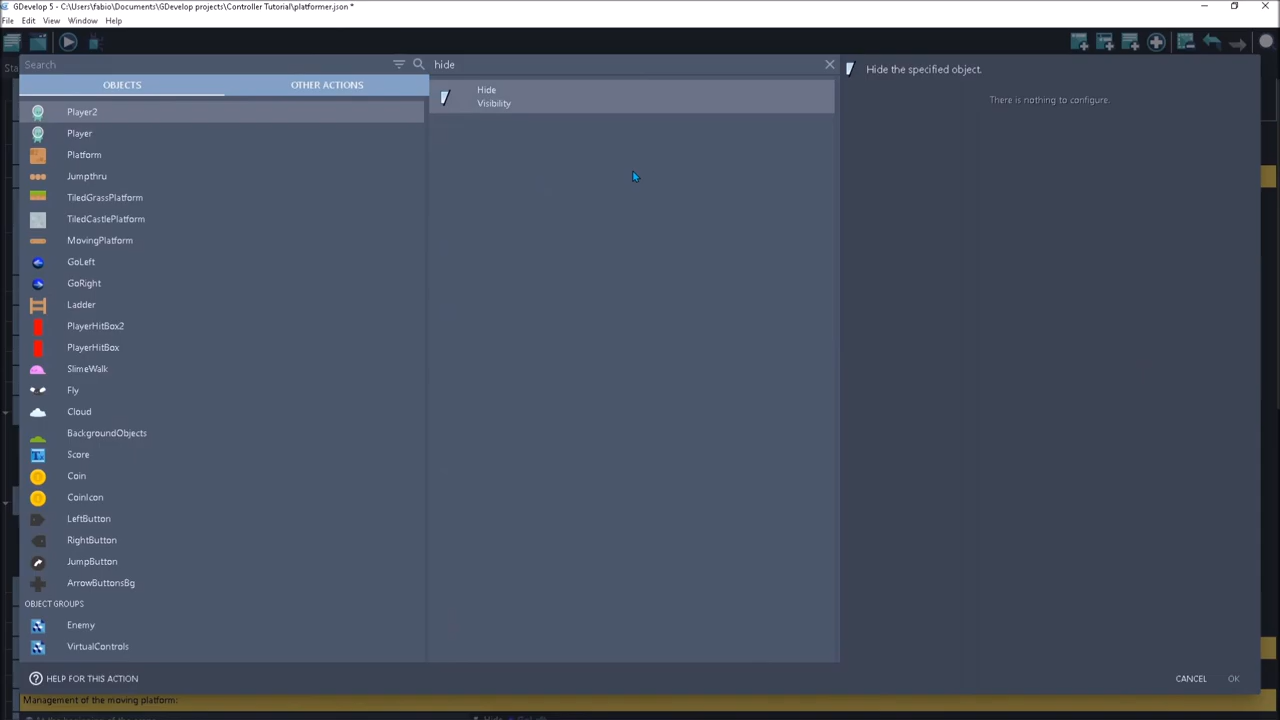 GDevelop 5 - C:\Users\fabio\Documents\GDevelop projects\Controller Tutorial\platformer.json *
File Edit View Window Help
Search
hide
Hide the specified object.
OBJECTS
OTHER ACTIONS
Hide
Visibility
There is nothing to configure.
Player2
Player
Platform
Jumpthru
TiledGrassPlatform
TiledCastlePlatform
MovingPlatform
GoLeft
GoRight
Ladder
PlayerHitBox2
PlayerHitBox
SlimeWalk
Fly
Cloud
BackgroundObjects
Score
Coin
CoinIcon
LeftButton
RightButton
JumpButton
ArrowButtonsBg
OBJECT GROUPS
Enemy
VirtualControls
HELP FOR THIS ACTION
CANCEL
OK
Management of the moving platform: